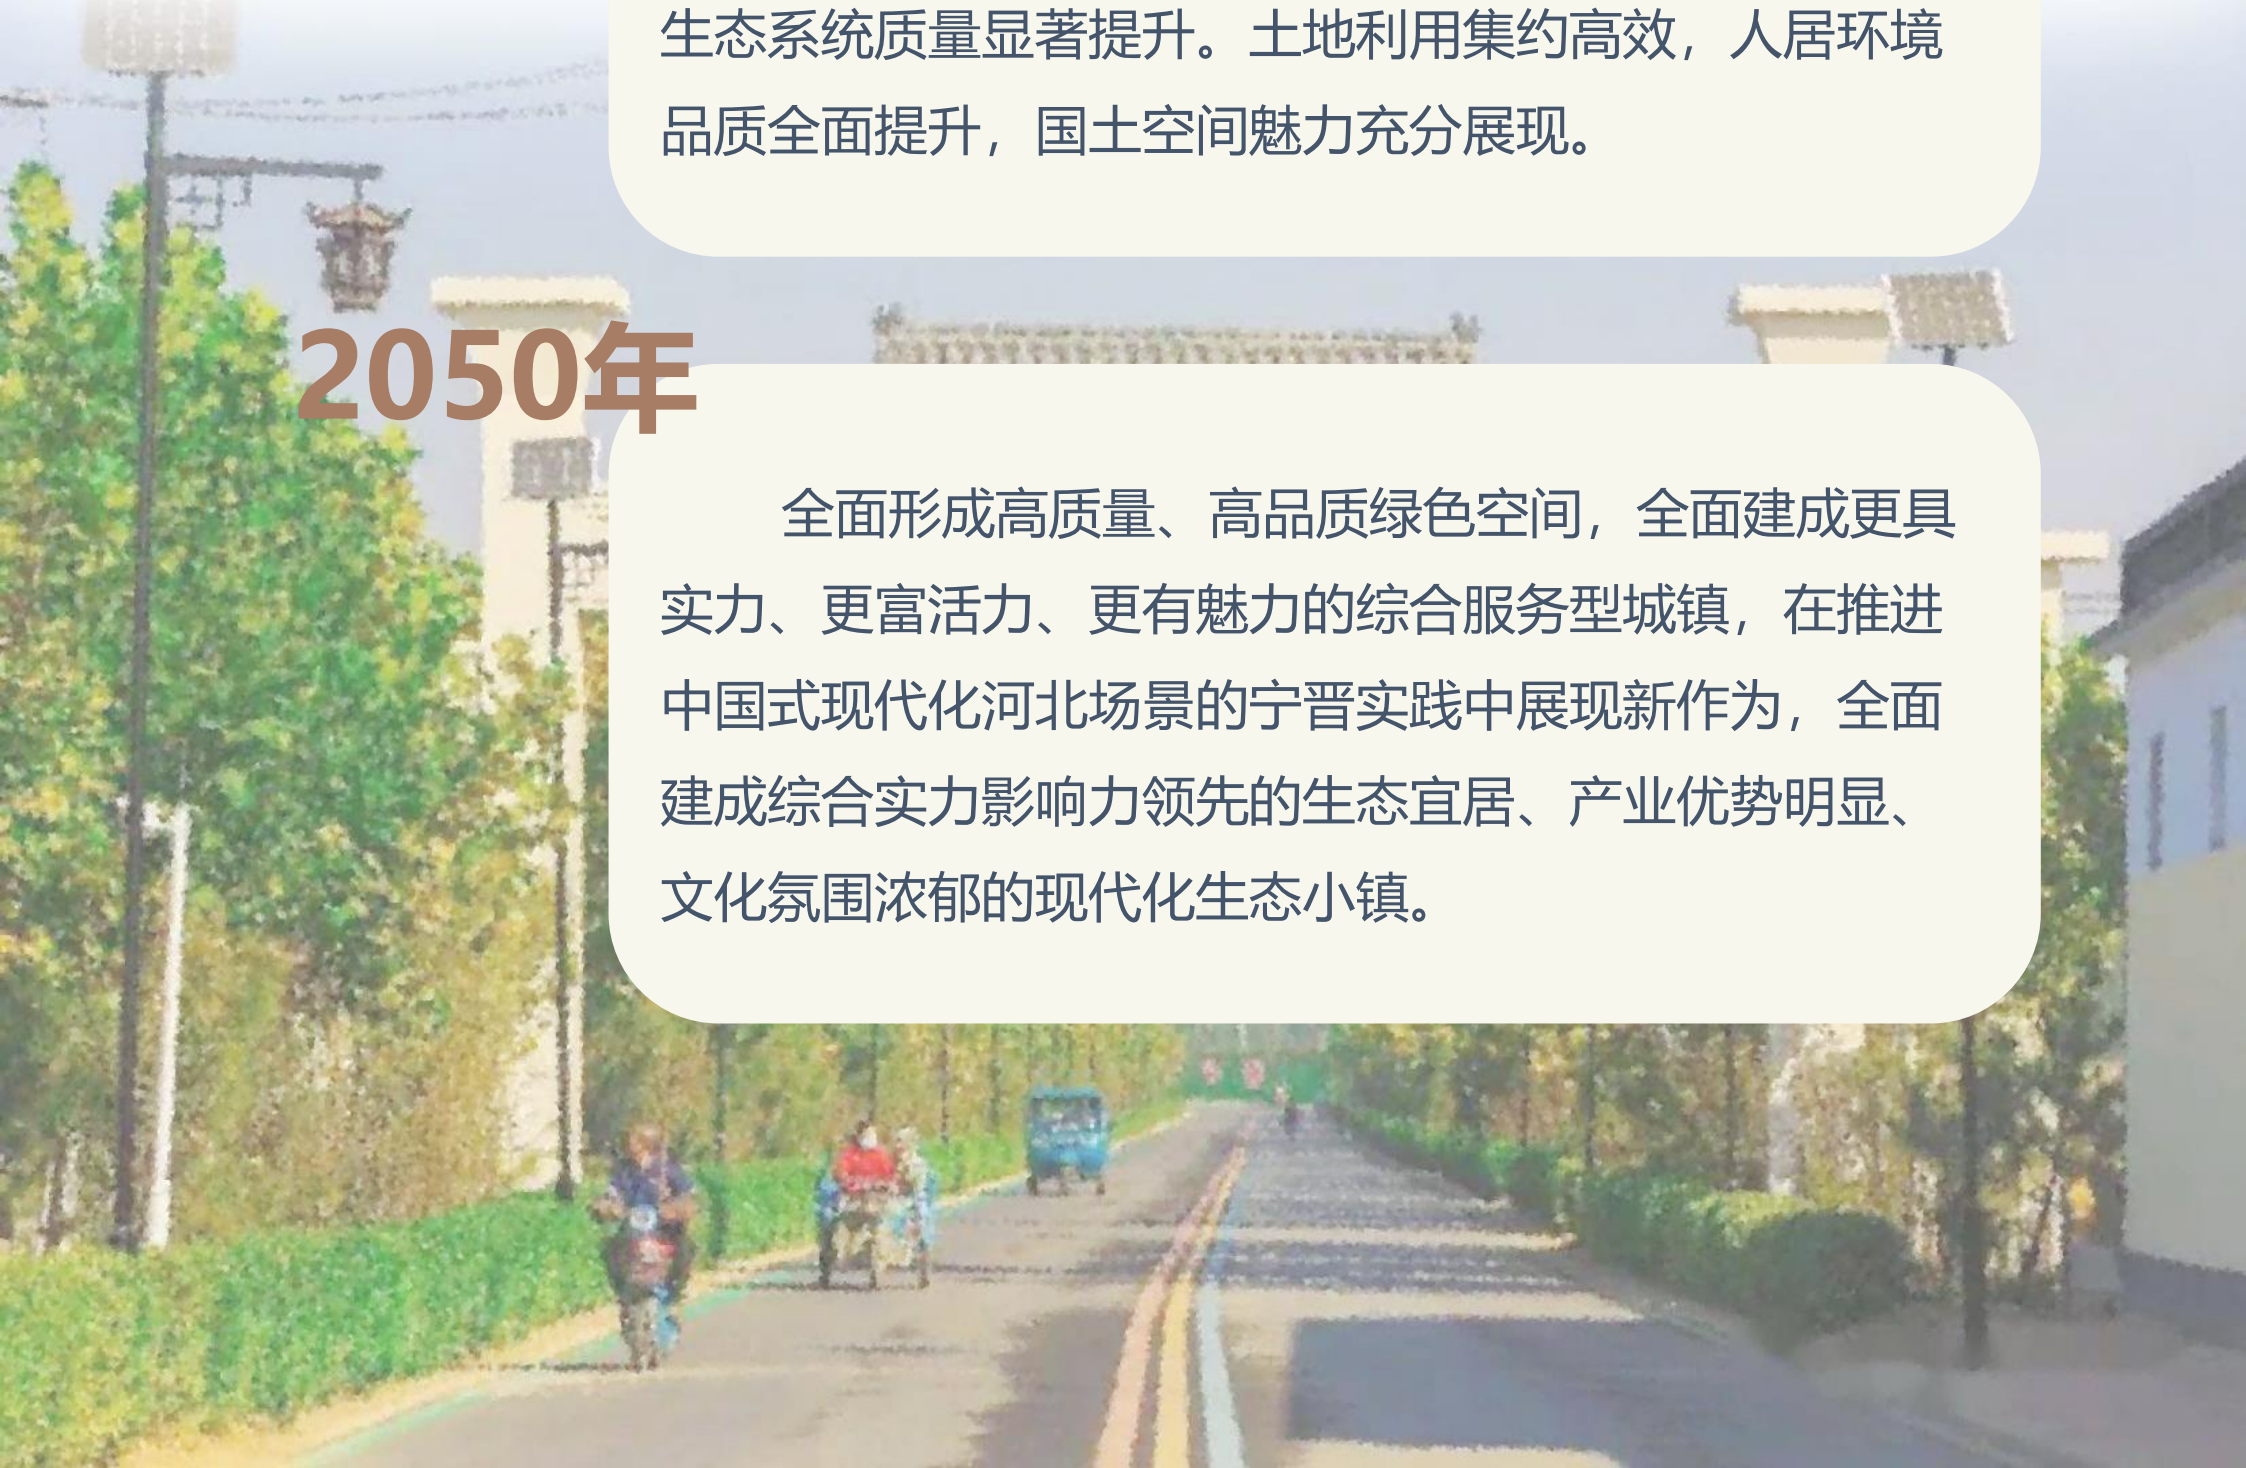 生态系统质量显著提升。土地利用集约高效，人居环境
品质全面提升，国土空间魅力充分展现。
2050年
全面形成高质量、高品质绿色空间，全面建成更具
实力、更富活力、更有魅力的综合服务型城镇，在推进
中国式现代化河北场景的宁晋实践中展现新作为，全面
建成综合实力影响力领先的生态宜居、产业优势明显、
文化氛围浓郁的现代化生态小镇。